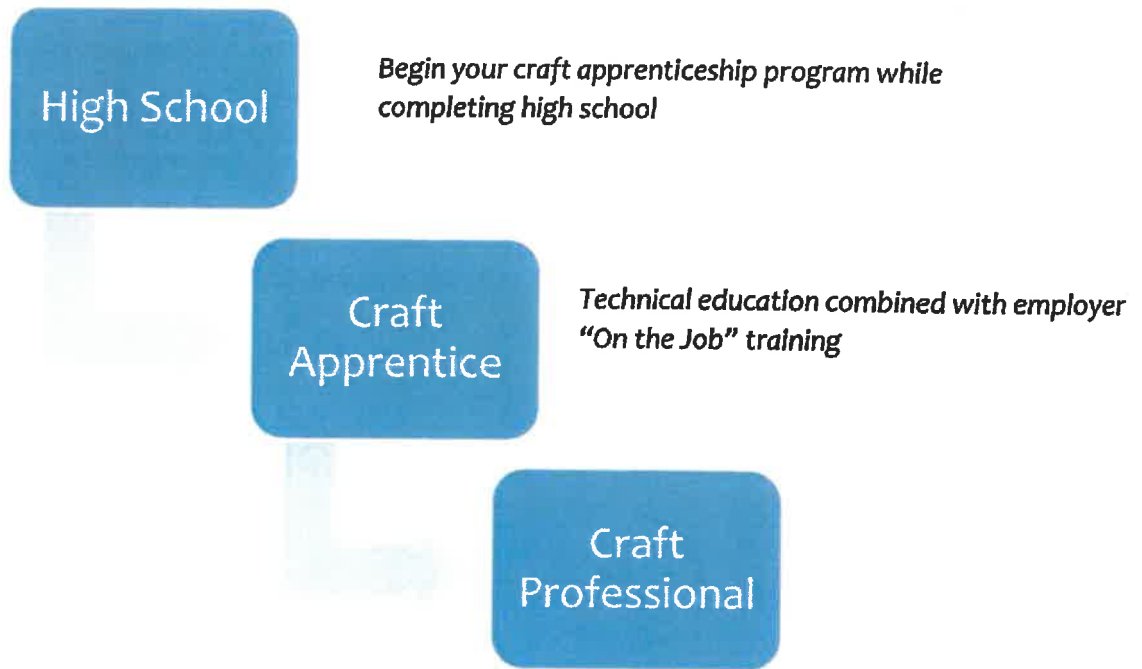 High School
Begin your craft apprenticeship program while
completing high school
Craft
Apprentice
Technical education combined with employer
“On the Job” training
Craft
Professional